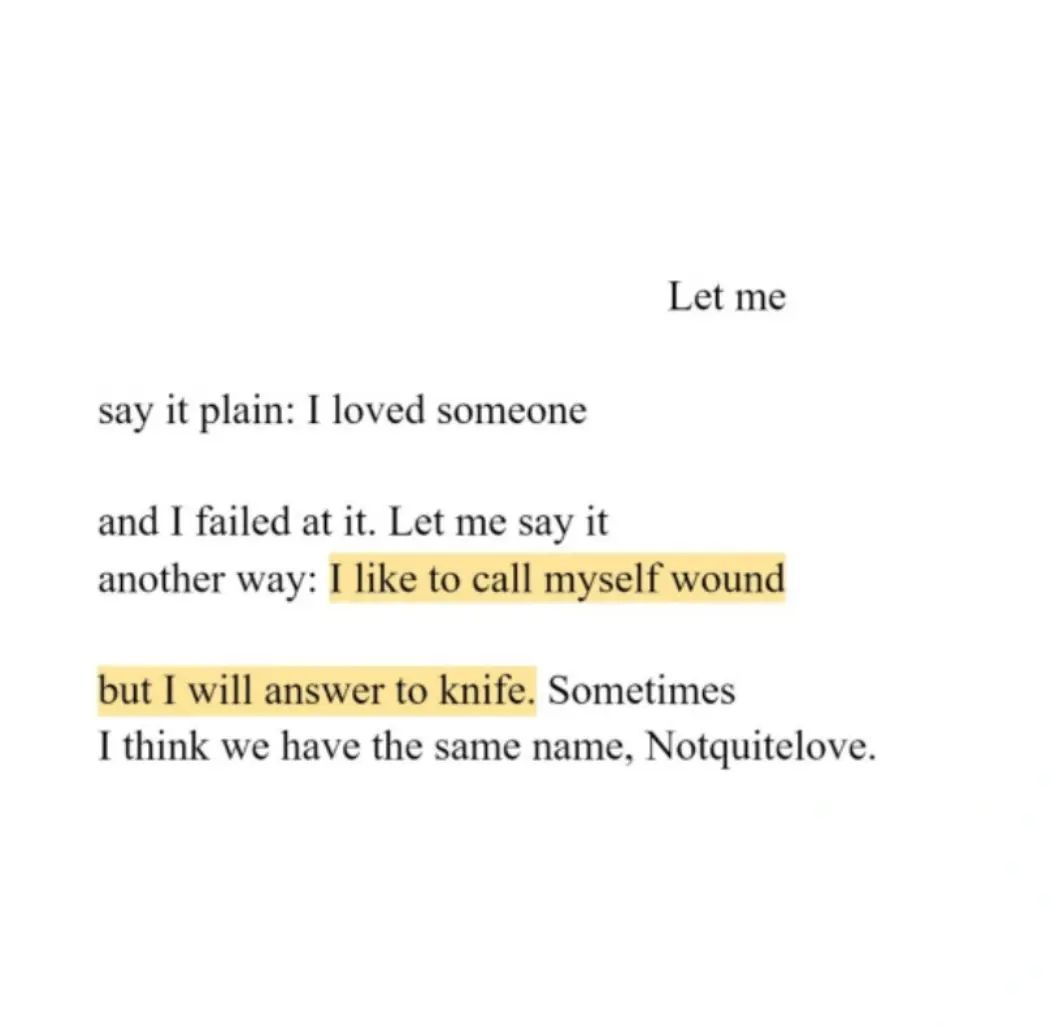 Let me
say it plain: I loved someone
and I failed at it. Let me say it
another way: I like to call myself wound
but I will answer to knife. Sometimes
I think we have the same name, Notquitelove.